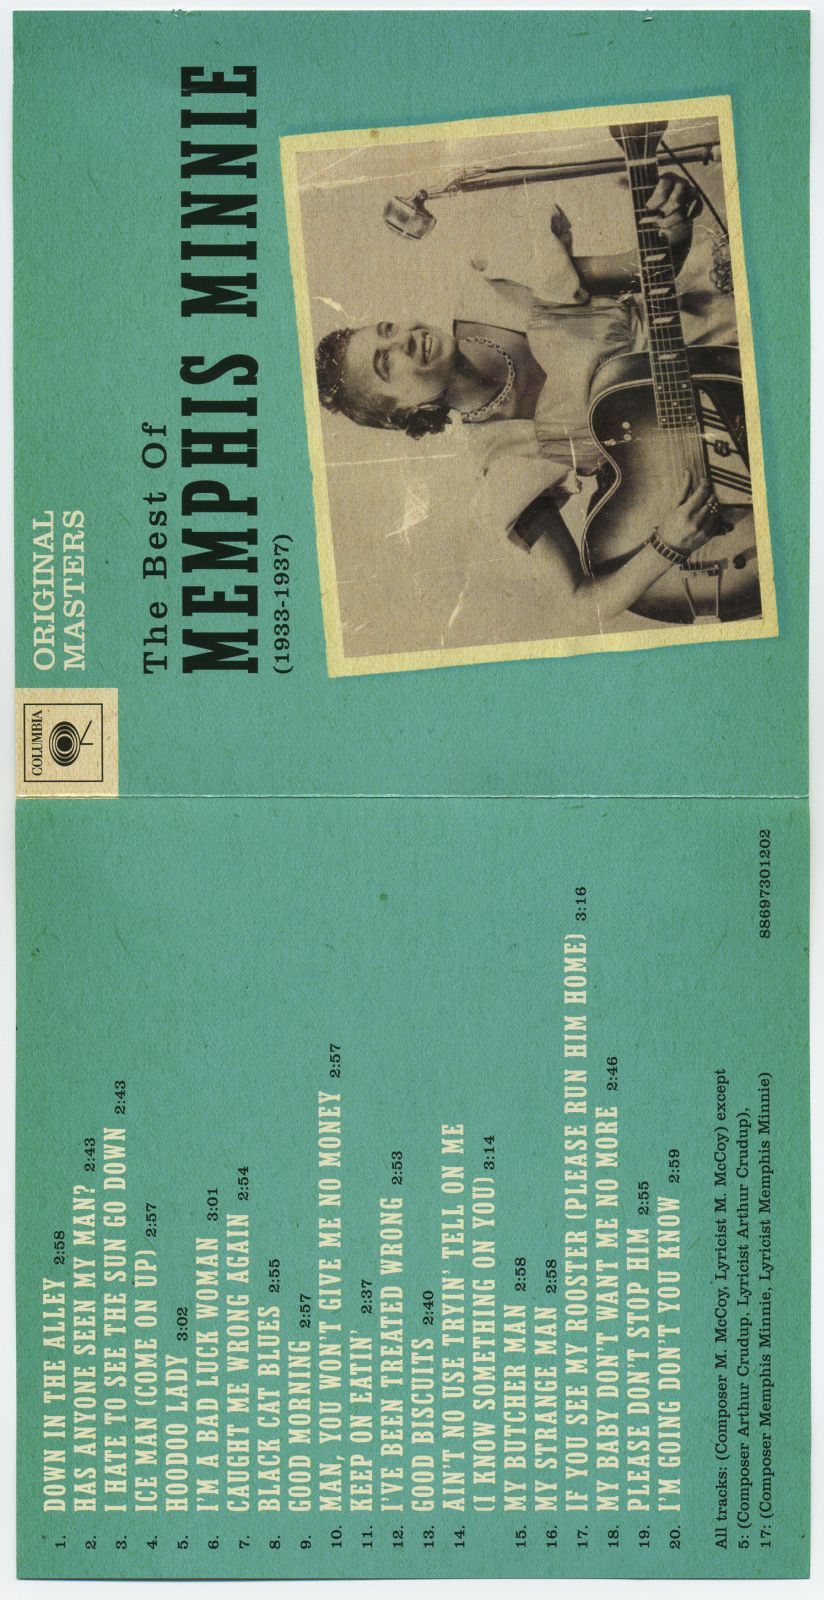 COLUMBIA
ORIGINAL
MASTERS
The Best Of
MEMPHIS MINNIE
(1933-1937)
1. DOWN IN THE ALLEY 2:58
2. HAS ANYONE SEEN MY MAN? 2:43
3. I HATE TO SEE THE SUN GO DOWN 2:43
4. ICE MAN (COME ON UP) 2:57
5. HOODOO LADY 3:02
6. I'M A BAD LUCK WOMAN 3:01
7. CAUGHT ME WRONG AGAIN 2:54
8. BLACK CAT BLUES 2:55
9. GOOD MORNING 2:57
10. MAN, YOU WON'T GIVE ME NO MONEY 2:57
11. KEEP ON EATIN' 2:37
12. I'VE BEEN TREATED WRONG 2:53
13. GOOD BISCUITS 2:40
14. AIN'T NO USE TRYIN' TELL ON ME
(I KNOW SOMETHING ON YOU) 3:14
15. MY BUTCHER MAN 2:58
16. MY STRANGE MAN 2:58
17. IF YOU SEE MY ROOSTER (PLEASE RUN HIM HOME) 3:16
18. MY BABY DON'T WANT ME NO MORE 2:46
19. PLEASE DON'T STOP HIM 2:55
20. I'M GOING DON'T YOU KNOW 2:59
All tracks: (Composer M. McCoy, Lyricist M. McCoy) except
5: (Composer Arthur Crudup, Lyricist Arthur Crudup),
17: (Composer Memphis Minnie, Lyricist Memphis Minnie)
88697301202